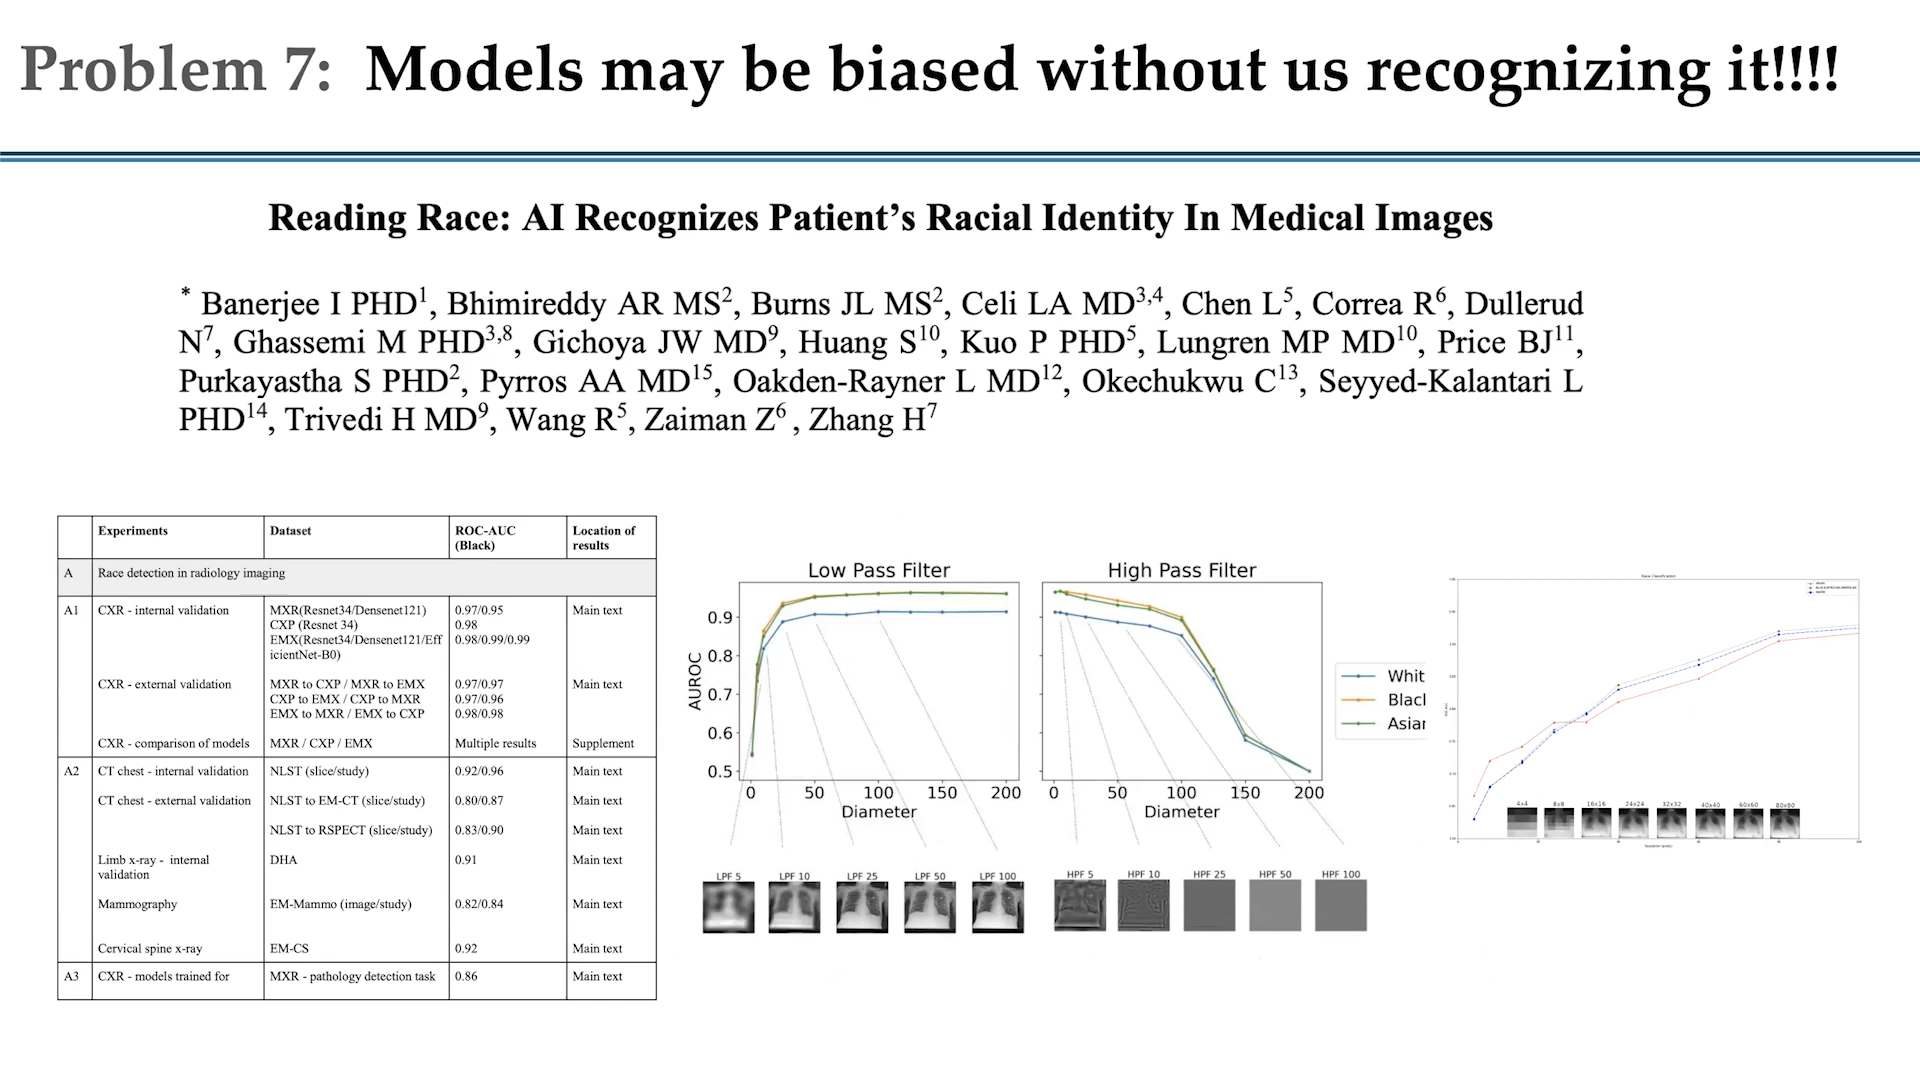 Problem 7: Models may be biased without us recognizing it!!!!
Reading Race: AI Recognizes Patient's Racial Identity In Medical Images
* Banerjee I PHD1, Bhimireddy AR MS2, Burns JL MS2, Celi LA MD3,4, Chen L5, Correa R6, Dullerud
N7, Ghassemi M PHD3,8, Gichoya JW MD9, Huang S10, Kuo P PHD5, Lungren MP MD10, Price BJ11,
Purkayastha S PHD2, Pyrros AA MD15, Oakden-Rayner L MD12, Okechukwu C13, Seyyed-Kalantari L
PHD14, Trivedi H MD9, Wang R5, Zaiman Z6 , Zhang H7
Experiments Dataset ROC-AUC Location of
(Black) results
A Race detection in radiology imaging
A1 CXR - internal validation MXR(Resnet34/Densenet121) 0.97/0.95 Main text
CXP (Resnet 34) 0.98
EMX(Resnet34/Densenet121/Eff 0.98/0.99/0.99
icientNet-B0)
CXR - external validation MXR to CXP / MXR to EMX 0.97/0.97 Main text
CXP to EMX / CXP to MXR 0.97/0.96
EMX to MXR / EMX to CXP 0.98/0.98
CXR - comparison of models MXR / CXP / EMX Multiple results Supplement
A2 CT chest - internal validation NLST (slice/study) 0.92/0.96 Main text
CT chest - external validation NLST to EM-CT (slice/study) 0.80/0.87 Main text
NLST to RSPECT (slice/study) 0.83/0.90 Main text
Limb x-ray - internal DHA 0.91 Main text
validation
Mammography EM-Mammo (image/study) 0.82/0.84 Main text
Cervical spine x-ray EM-CS 0.92 Main text
A3 CXR - models trained for MXR - pathology detection task 0.86 Main text
Low Pass Filter
High Pass Filter
AUROC
0.9
0.8
0.7
0.6
0.5
0 50 100 150 200
Diameter
0 50 100 150 200
Diameter
Whit
Blac
Asia
LPF 5 LPF 10 LPF 25 LPF 50 LPF 100
HPF 5 HPF 10 HPF 25 HPF 50 HPF 100
Race Classification
4x4 8x8 16x16 24x24 32x32 40x40 60x60 80x80